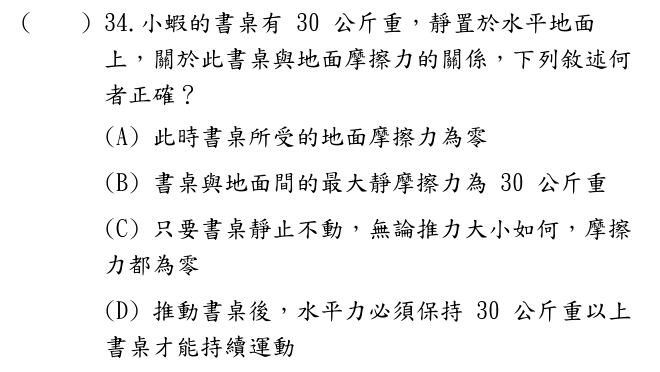 (　　) 34.小蝦的書桌有 30 公斤重，靜置於水平地面
上，關於此書桌與地面摩擦力的關係，下列敘述何
者正確？
(A) 此時書桌所受的地面摩擦力為零
(B) 書桌與地面間的最大靜摩擦力為 30 公斤重
(C) 只要書桌靜止不動，無論推力大小如何，摩擦
力都為零
(D) 推動書桌後，水平力必須保持 30 公斤重以上
書桌才能持續運動